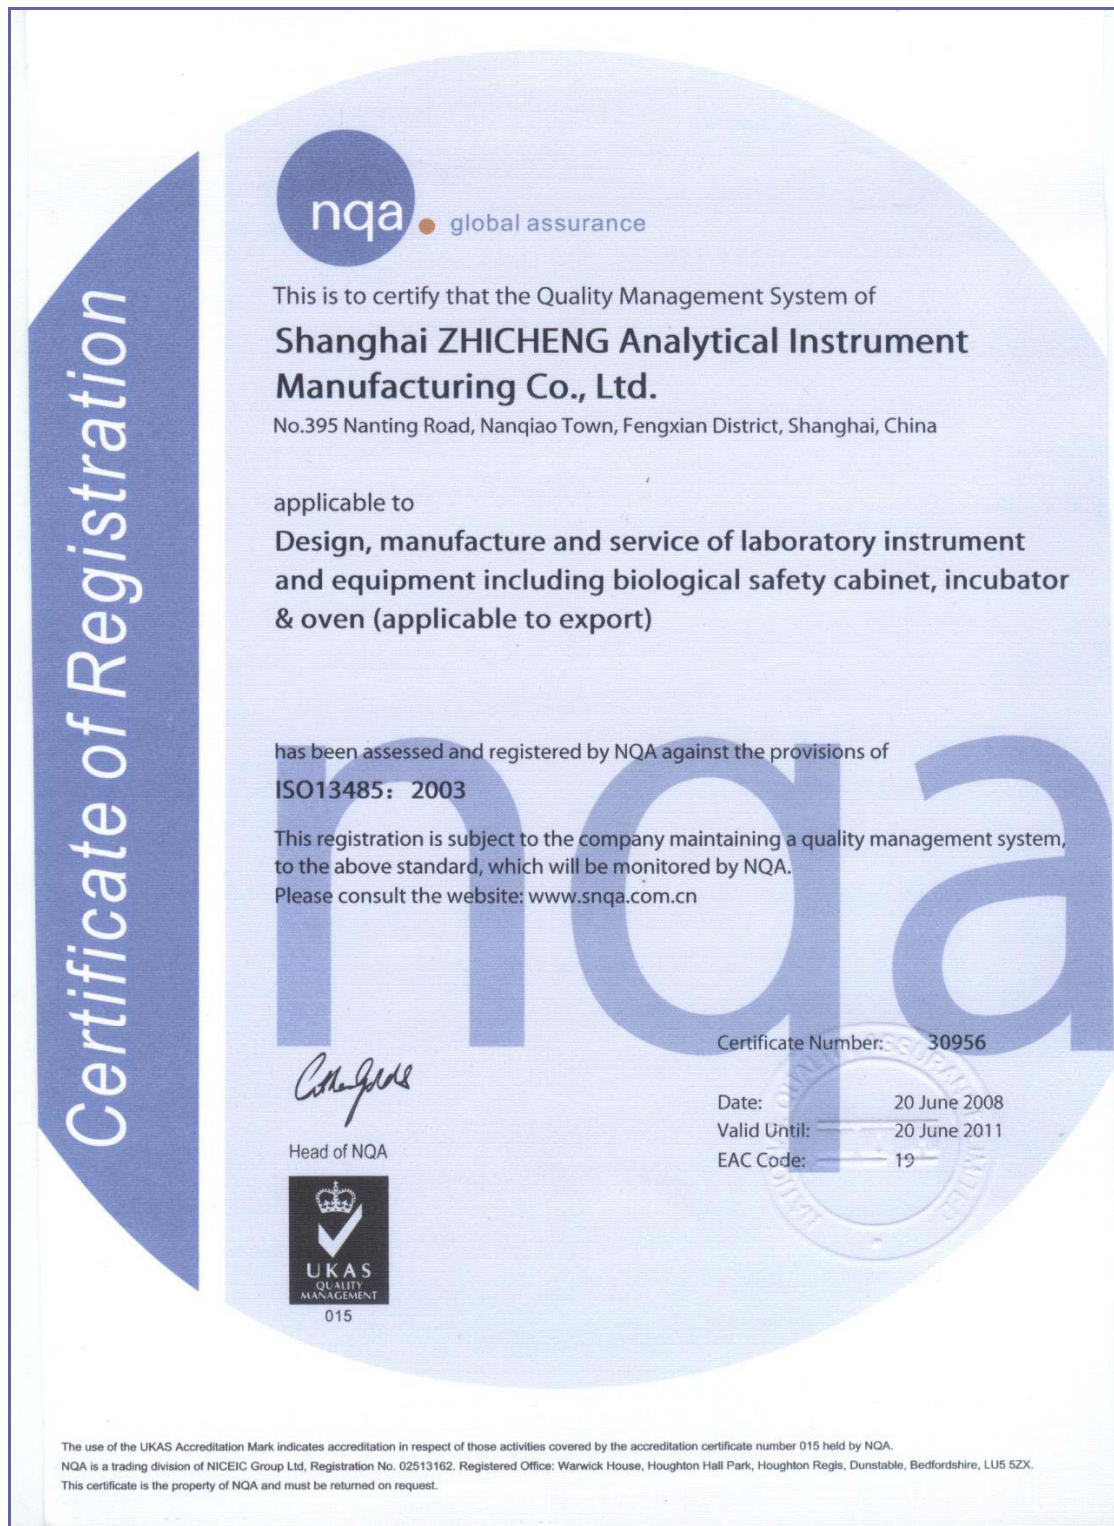 Certificate of Registration
nqa. global assurance
This is to certify that the Quality Management System of
Shanghai ZHICHENG Analytical Instrument
Manufacturing Co., Ltd.
No.395 Nanting Road, Nanqiao Town, Fengxian District, Shanghai, China
applicable to
Design, manufacture and service of laboratory instrument
and equipment including biological safety cabinet, incubator
& oven (applicable to export)
nqa
has been assessed and registered by NQA against the provisions of
ISO13485: 2003
This registration is subject to the company maintaining a quality management system,
to the above standard, which will be monitored by NQA.
Please consult the website: www.snqa.com.cn
Certificate Number: 30956
Date: 20 June 2008
Valid Until: 20 June 2011
EAC Code: 19
NATIONAL QUALITY ASSURANCE LIMITED
Head of NQA
UKAS
QUALITY
MANAGEMENT
015
The use of the UKAS Accreditation Mark indicates accreditation in respect of those activities covered by the accreditation certificate number 015 held by NQA.
NQA is a trading division of NICEIC Group Ltd, Registration No. 02513162. Registered Office: Warwick House, Houghton Hall Park, Houghton Regis, Dunstable, Bedfordshire, LU5 5ZX.
This certificate is the property of NQA and must be returned on request.